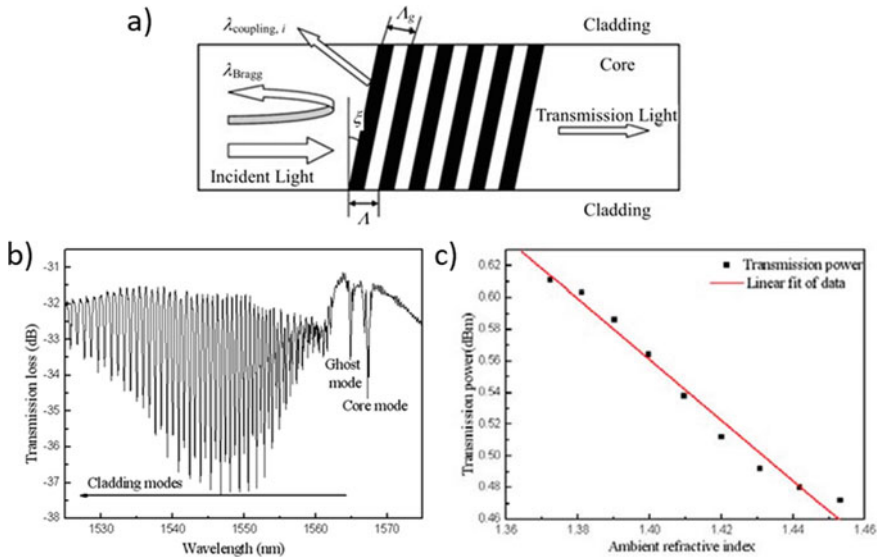 a)
λcoupling, i
Λg
Cladding
Core
λBragg
ξ
Transmission Light
Incident Light
Λ
Cladding
b)
-31
-32
-33
-34
-35
-36
-37
-38
Transmission loss (dB)
Ghost
mode
Core mode
Cladding modes
1530
1540
1550
1560
1570
Wavelength (nm)
c)
0.62
0.60
0.58
0.56
0.54
0.52
0.50
0.48
0.46
Transmission power(dBm)
Transmission power
Linear fit of data
1.36
1.38
1.40
1.42
1.44
1.46
Ambient refractive index